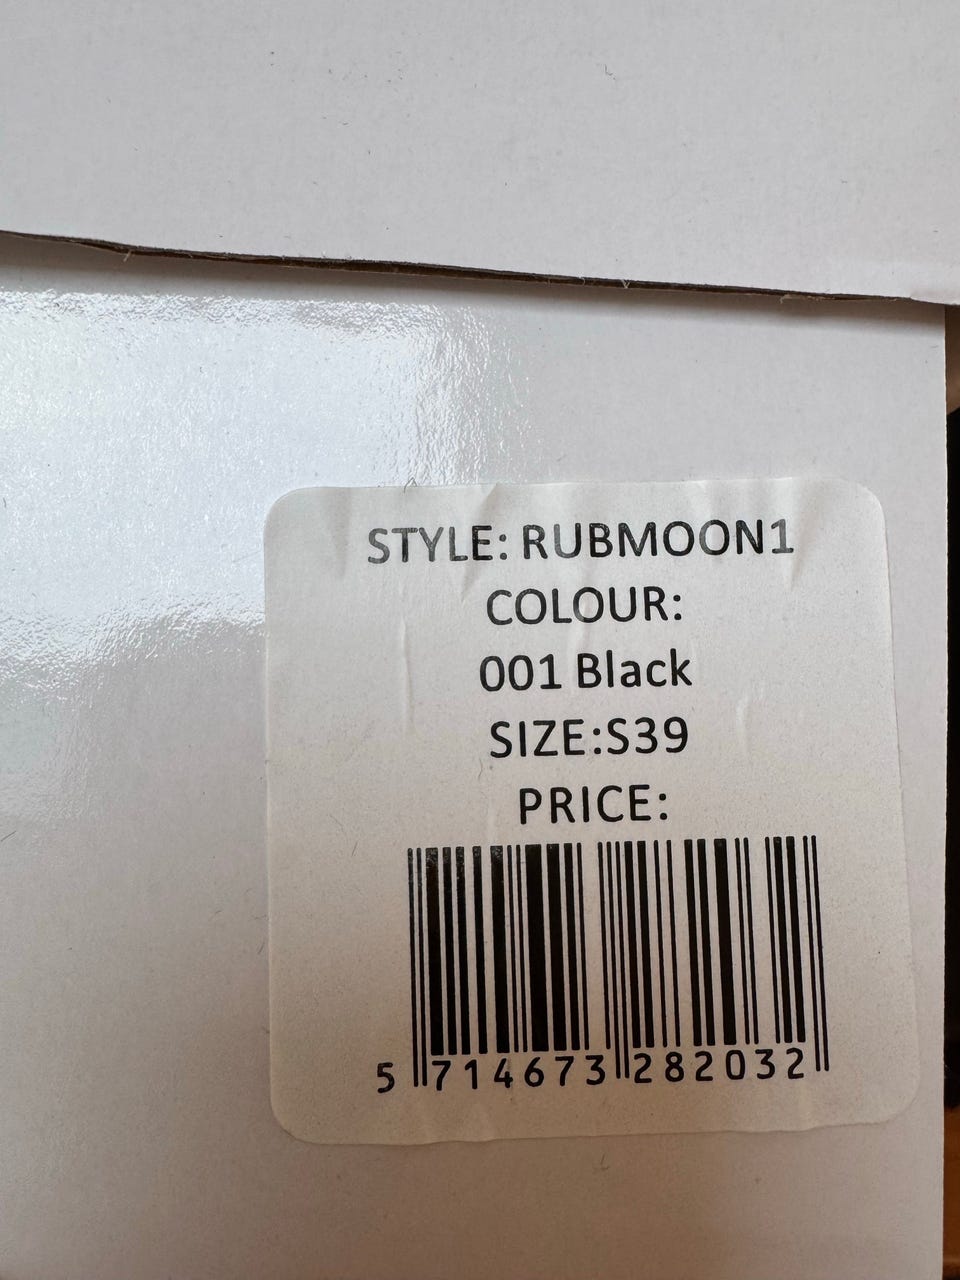 STYLE: RUBMOON1
COLOUR:
001 Black
SIZE:S39
PRICE:
5 714673 282032